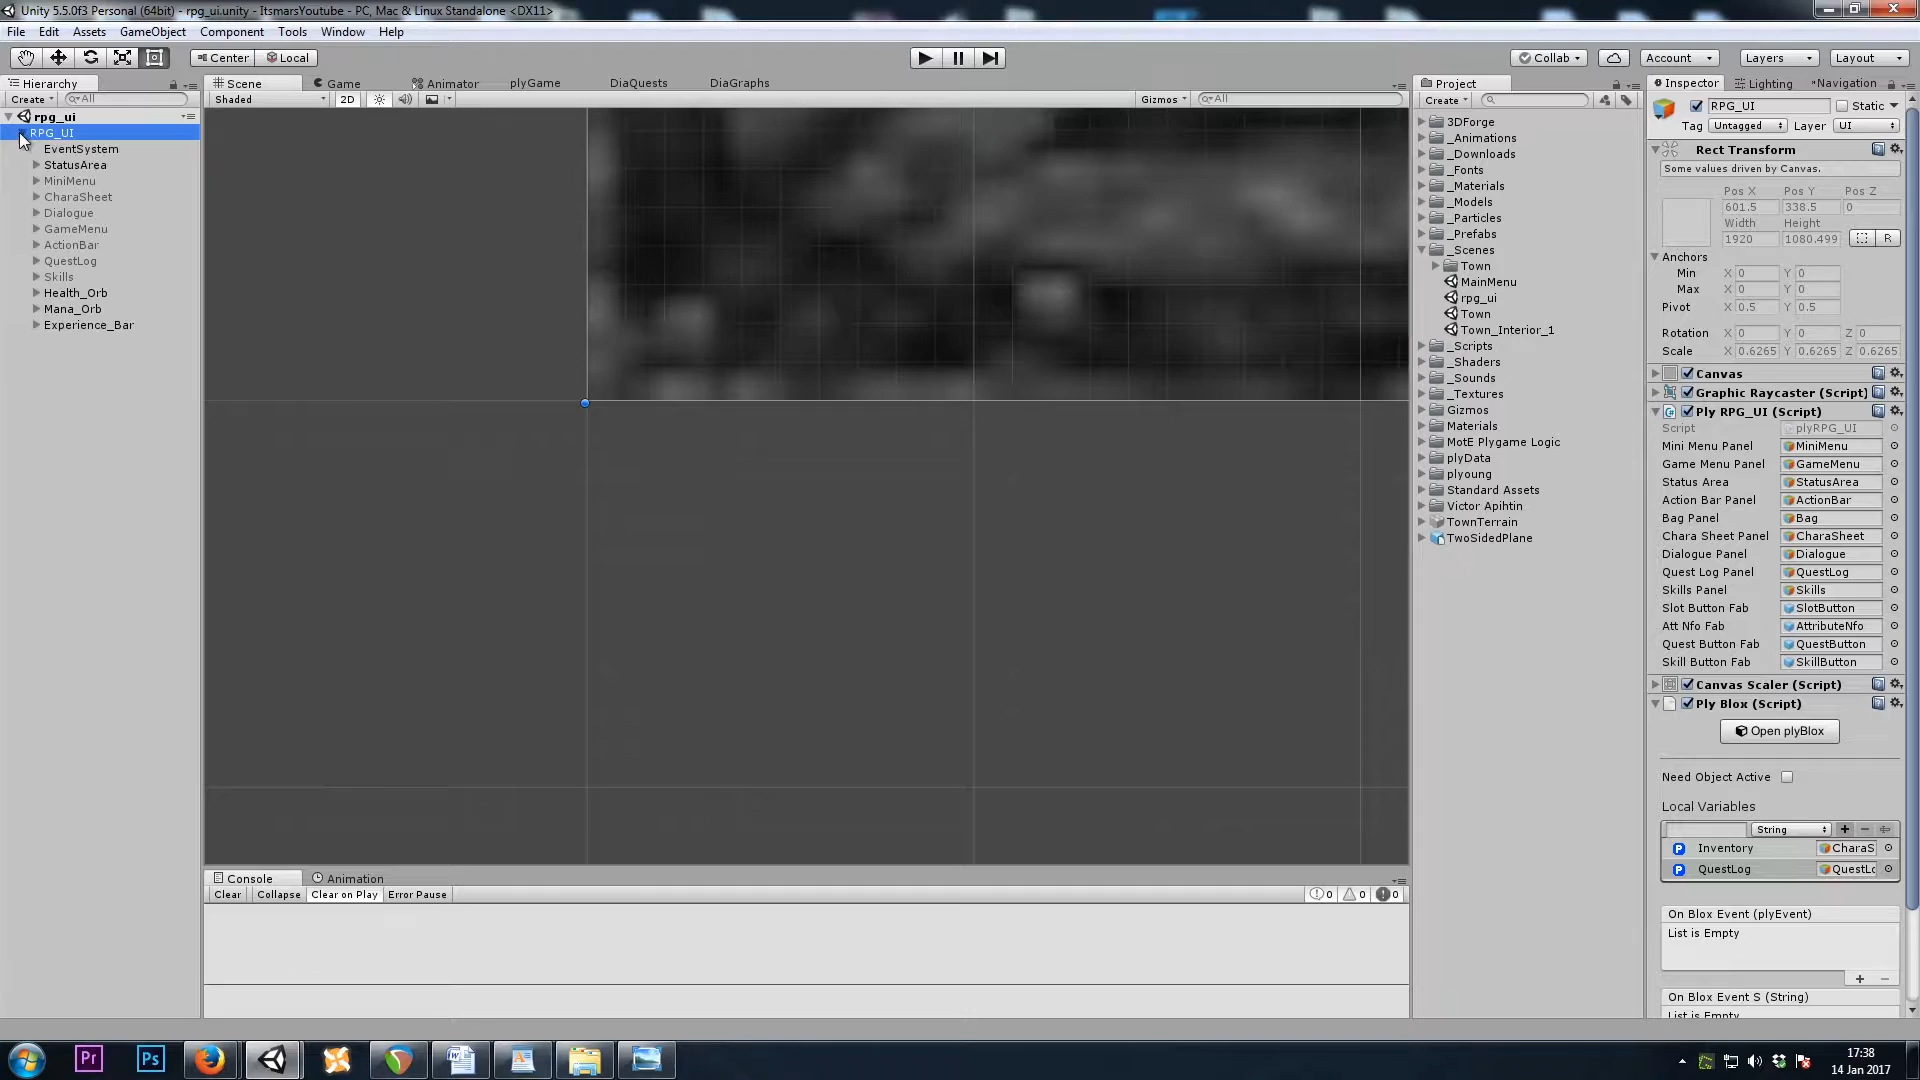 Unity 5.5.0f3 Personal (64bit) - rpg_ui.unity - ItsmarsYoutube - PC, Mac & Linux Standalone <DX11>
File Edit Assets GameObject Component Tools Window Help
Center Local Collab Account Layers Layout
Hierarchy Scene Game Animator plyGame DiaQuests DiaGraphs Project Inspector Lighting Navigation
Create All Shaded 2D Gizmos All Create RPG_UI Static
Tag Untagged Layer UI
rpg_ui
RPG_UI
EventSystem
StatusArea
MiniMenu
CharaSheet
Dialogue
GameMenu
ActionBar
QuestLog
Skills
Health_Orb
Mana_Orb
Experience_Bar
Console Animation
Clear Collapse Clear on Play Error Pause 0 0 0
3DForge
_Animations
_Downloads
_Fonts
_Materials
_Models
_Particles
_Prefabs
_Scenes
Town
MainMenu
rpg_ui
Town
Town_Interior_1
_Scripts
_Shaders
_Sounds
_Textures
Gizmos
Materials
MotE Plygame Logic
plyData
plyoung
Standard Assets
Victor Apihtin
TownTerrain
TwoSidedPlane
Rect Transform
Some values driven by Canvas.
Pos X Pos Y Pos Z
601.5 338.5 0
Width Height
1920 1080.499 R
Anchors
Min X 0 Y 0
Max X 0 Y 0
Pivot X 0.5 Y 0.5
Rotation X 0 Y 0 Z 0
Scale X 0.6265 Y 0.6265 Z 0.6265
Canvas
Graphic Raycaster (Script)
Ply RPG_UI (Script)
Script plyRPG_UI
Mini Menu Panel MiniMenu
Game Menu Panel GameMenu
Status Area StatusArea
Action Bar Panel ActionBar
Bag Panel Bag
Chara Sheet Panel CharaSheet
Dialogue Panel Dialogue
Quest Log Panel QuestLog
Skills Panel Skills
Slot Button Fab SlotButton
Att Nfo Fab AttributeNfo
Quest Button Fab QuestButton
Skill Button Fab SkillButton
Canvas Scaler (Script)
Ply Blox (Script)
Open plyBlox
Need Object Active
Local Variables
String + −
P Inventory CharaS
P QuestLog QuestLo
On Blox Event (plyEvent)
List is Empty
+ −
On Blox Event S (String)
List is Empty
Pr Ps
17:38
14 Jan 2017